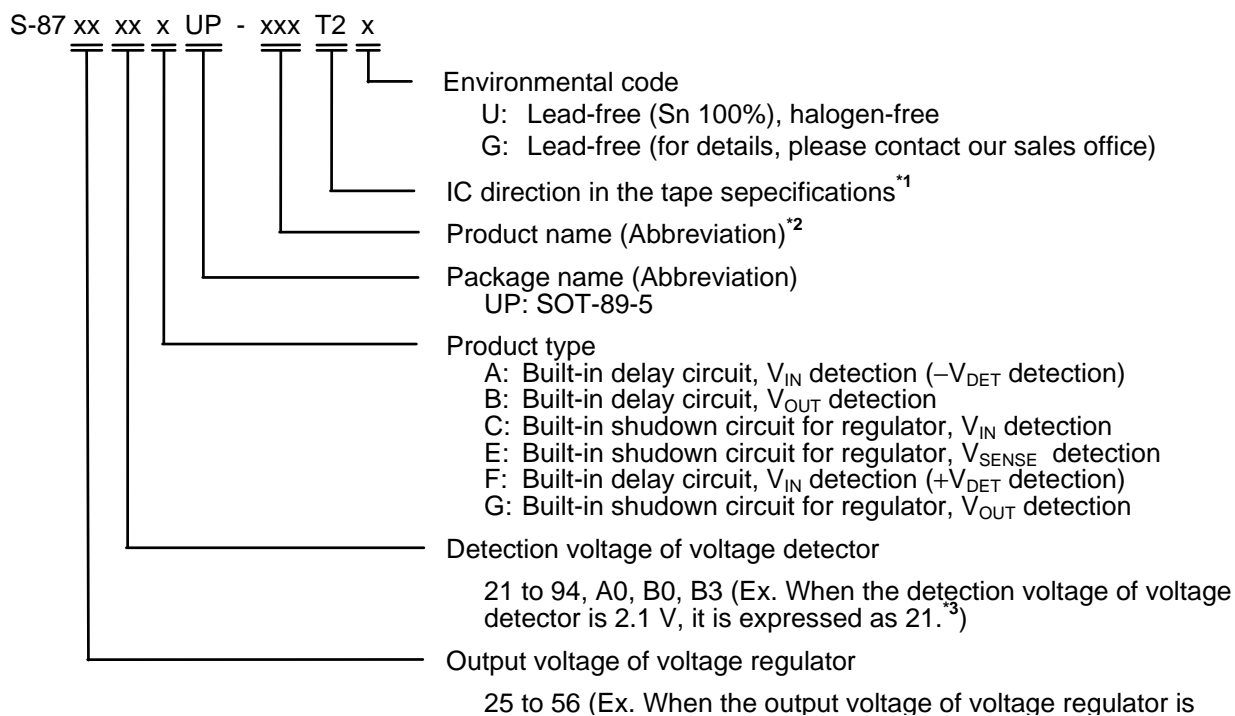 S-87 xx xx x UP - xxx T2 x
Environmental code
U: Lead-free (Sn 100%), halogen-free
G: Lead-free (for details, please contact our sales office)
IC direction in the tape sepecifications*1
Product name (Abbreviation)*2
Package name (Abbreviation)
UP: SOT-89-5
Product type
A: Built-in delay circuit, VIN detection (−VDET detection)
B: Built-in delay circuit, VOUT detection
C: Built-in shudown circuit for regulator, VIN detection
E: Built-in shudown circuit for regulator, VSENSE detection
F: Built-in delay circuit, VIN detection (+VDET detection)
G: Built-in shudown circuit for regulator, VOUT detection
Detection voltage of voltage detector
21 to 94, A0, B0, B3 (Ex. When the detection voltage of voltage
detector is 2.1 V, it is expressed as 21.*3)
Output voltage of voltage regulator
25 to 56 (Ex. When the output voltage of voltage regulator is